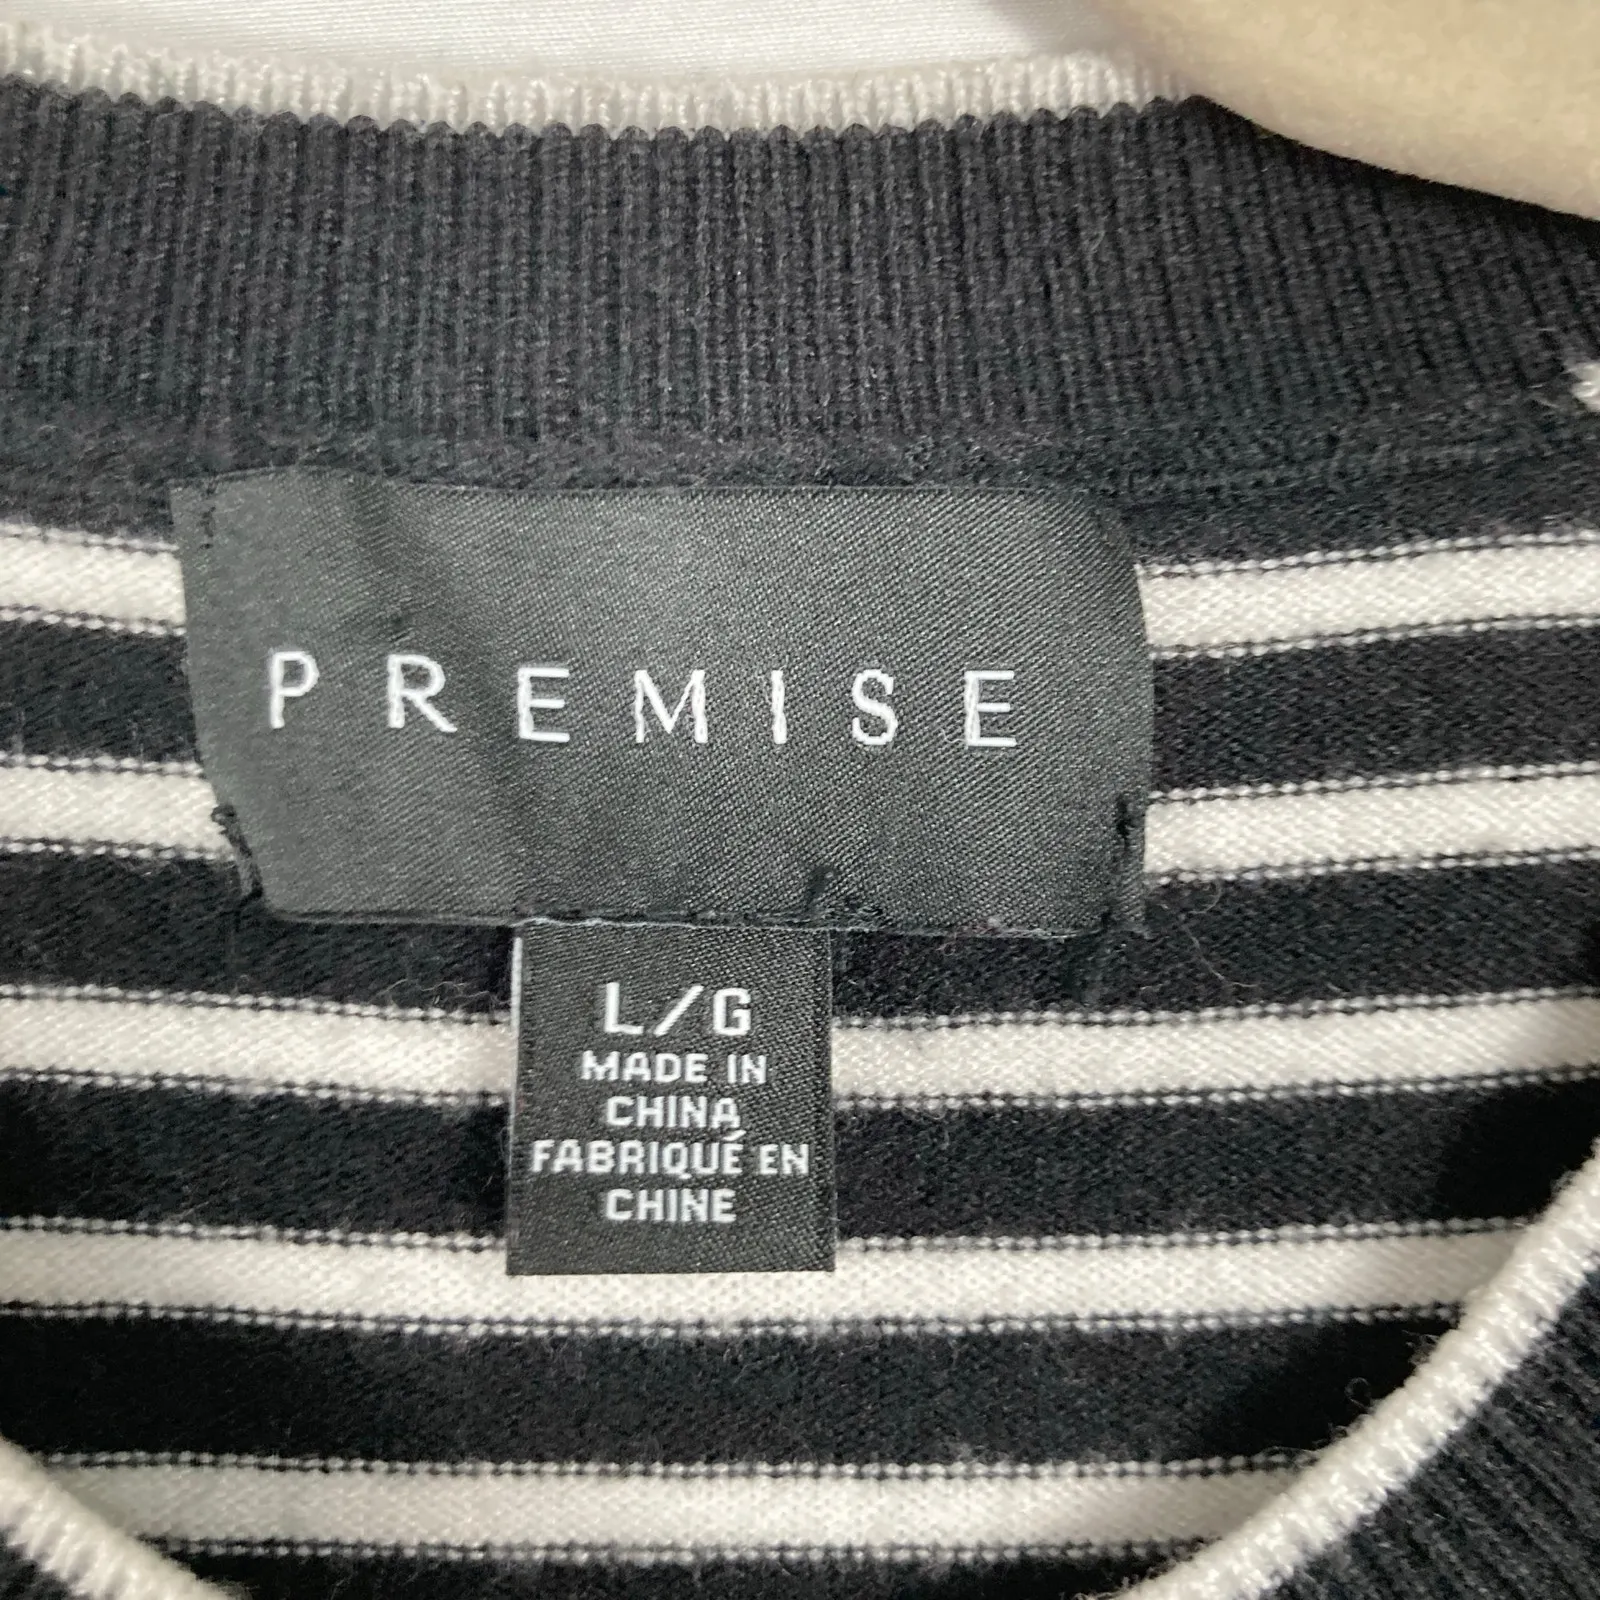 PREMISE
L/G
MADE IN
CHINA
FABRIQUÉ EN
CHINE